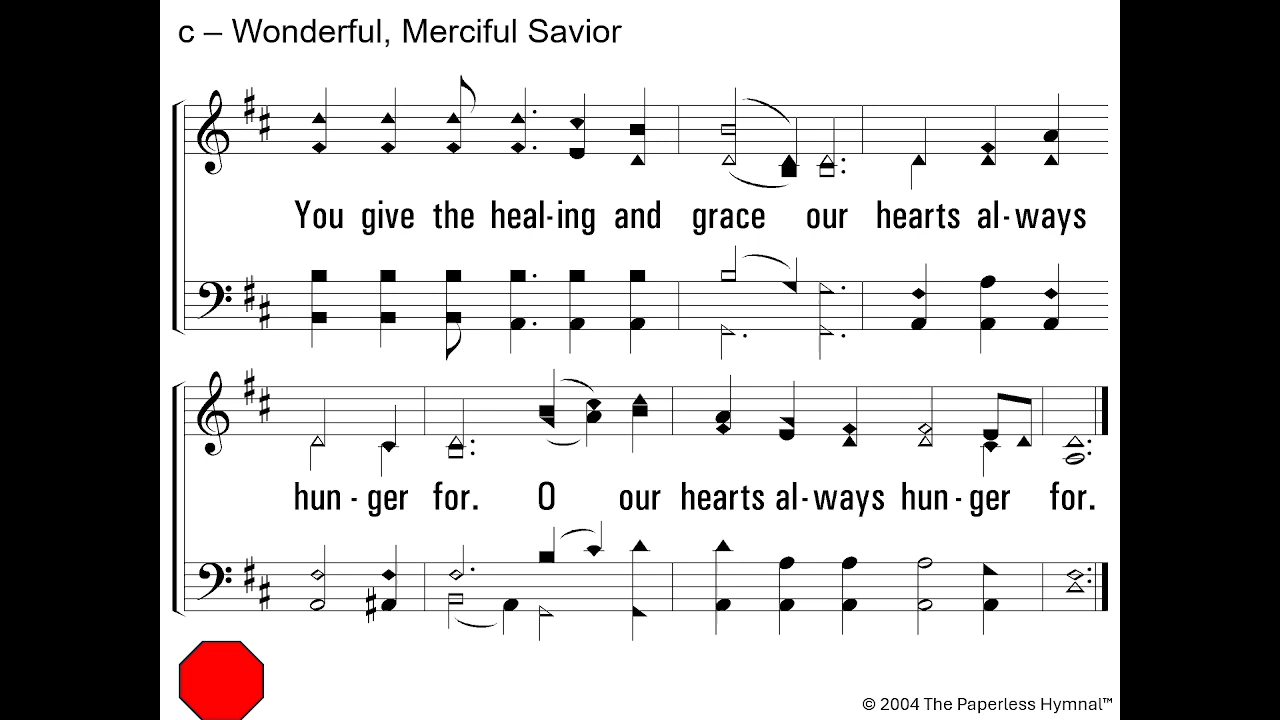 c – Wonderful, Merciful Savior
You give the heal-ing and grace our hearts al-ways
hun - ger for. O our hearts al-ways hun - ger for.
© 2004 The Paperless Hymnal™